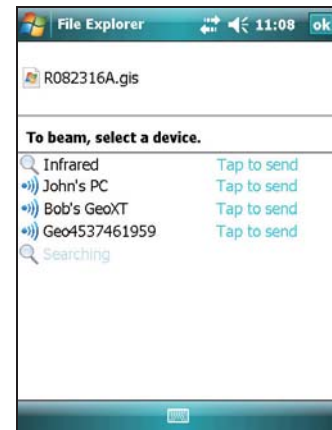 File Explorer 11:08 ok
R082316A.gis
To beam, select a device.
Infrared Tap to send
John's PC Tap to send
Bob's GeoXT Tap to send
Geo4537461959 Tap to send
Searching